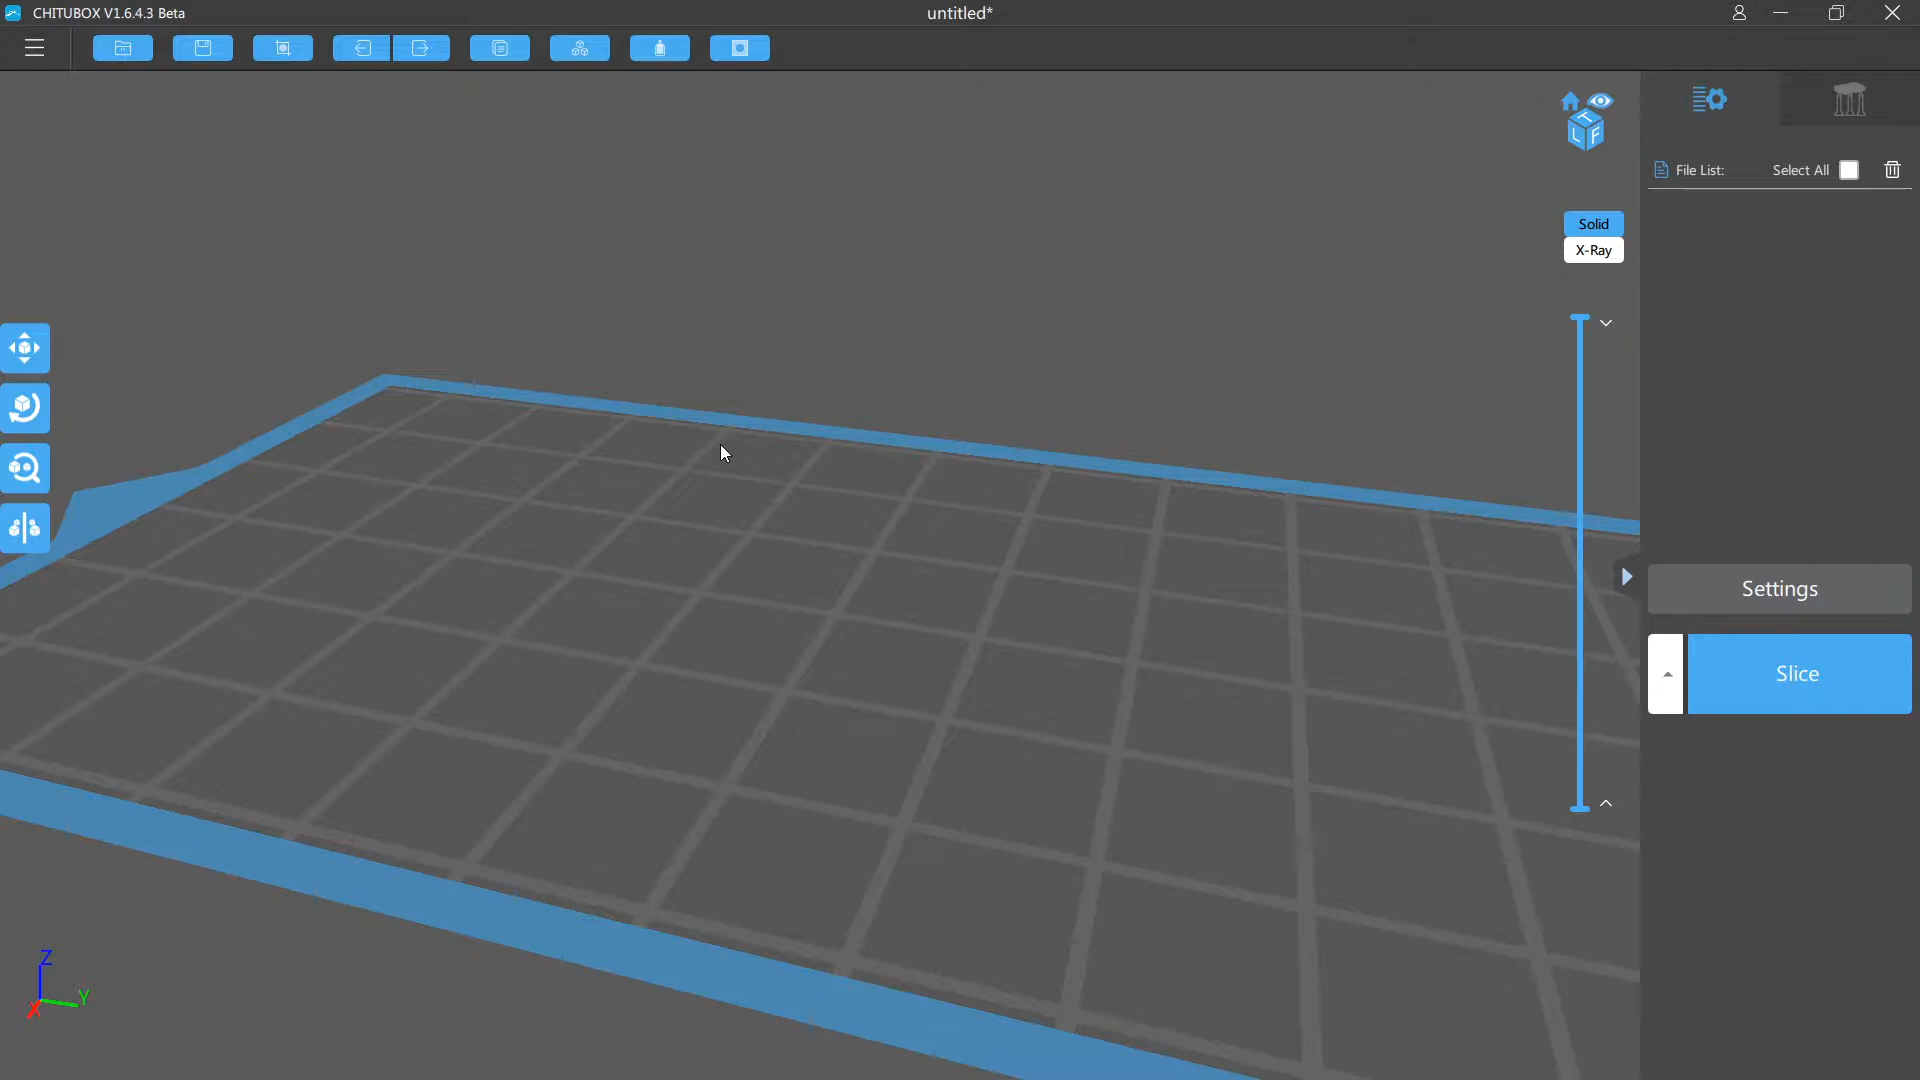 CHITUBOX V1.6.4.3 Beta
untitled*
T
L F
File List:
Select All
Solid
X-Ray
Settings
Slice
Z
Y
X